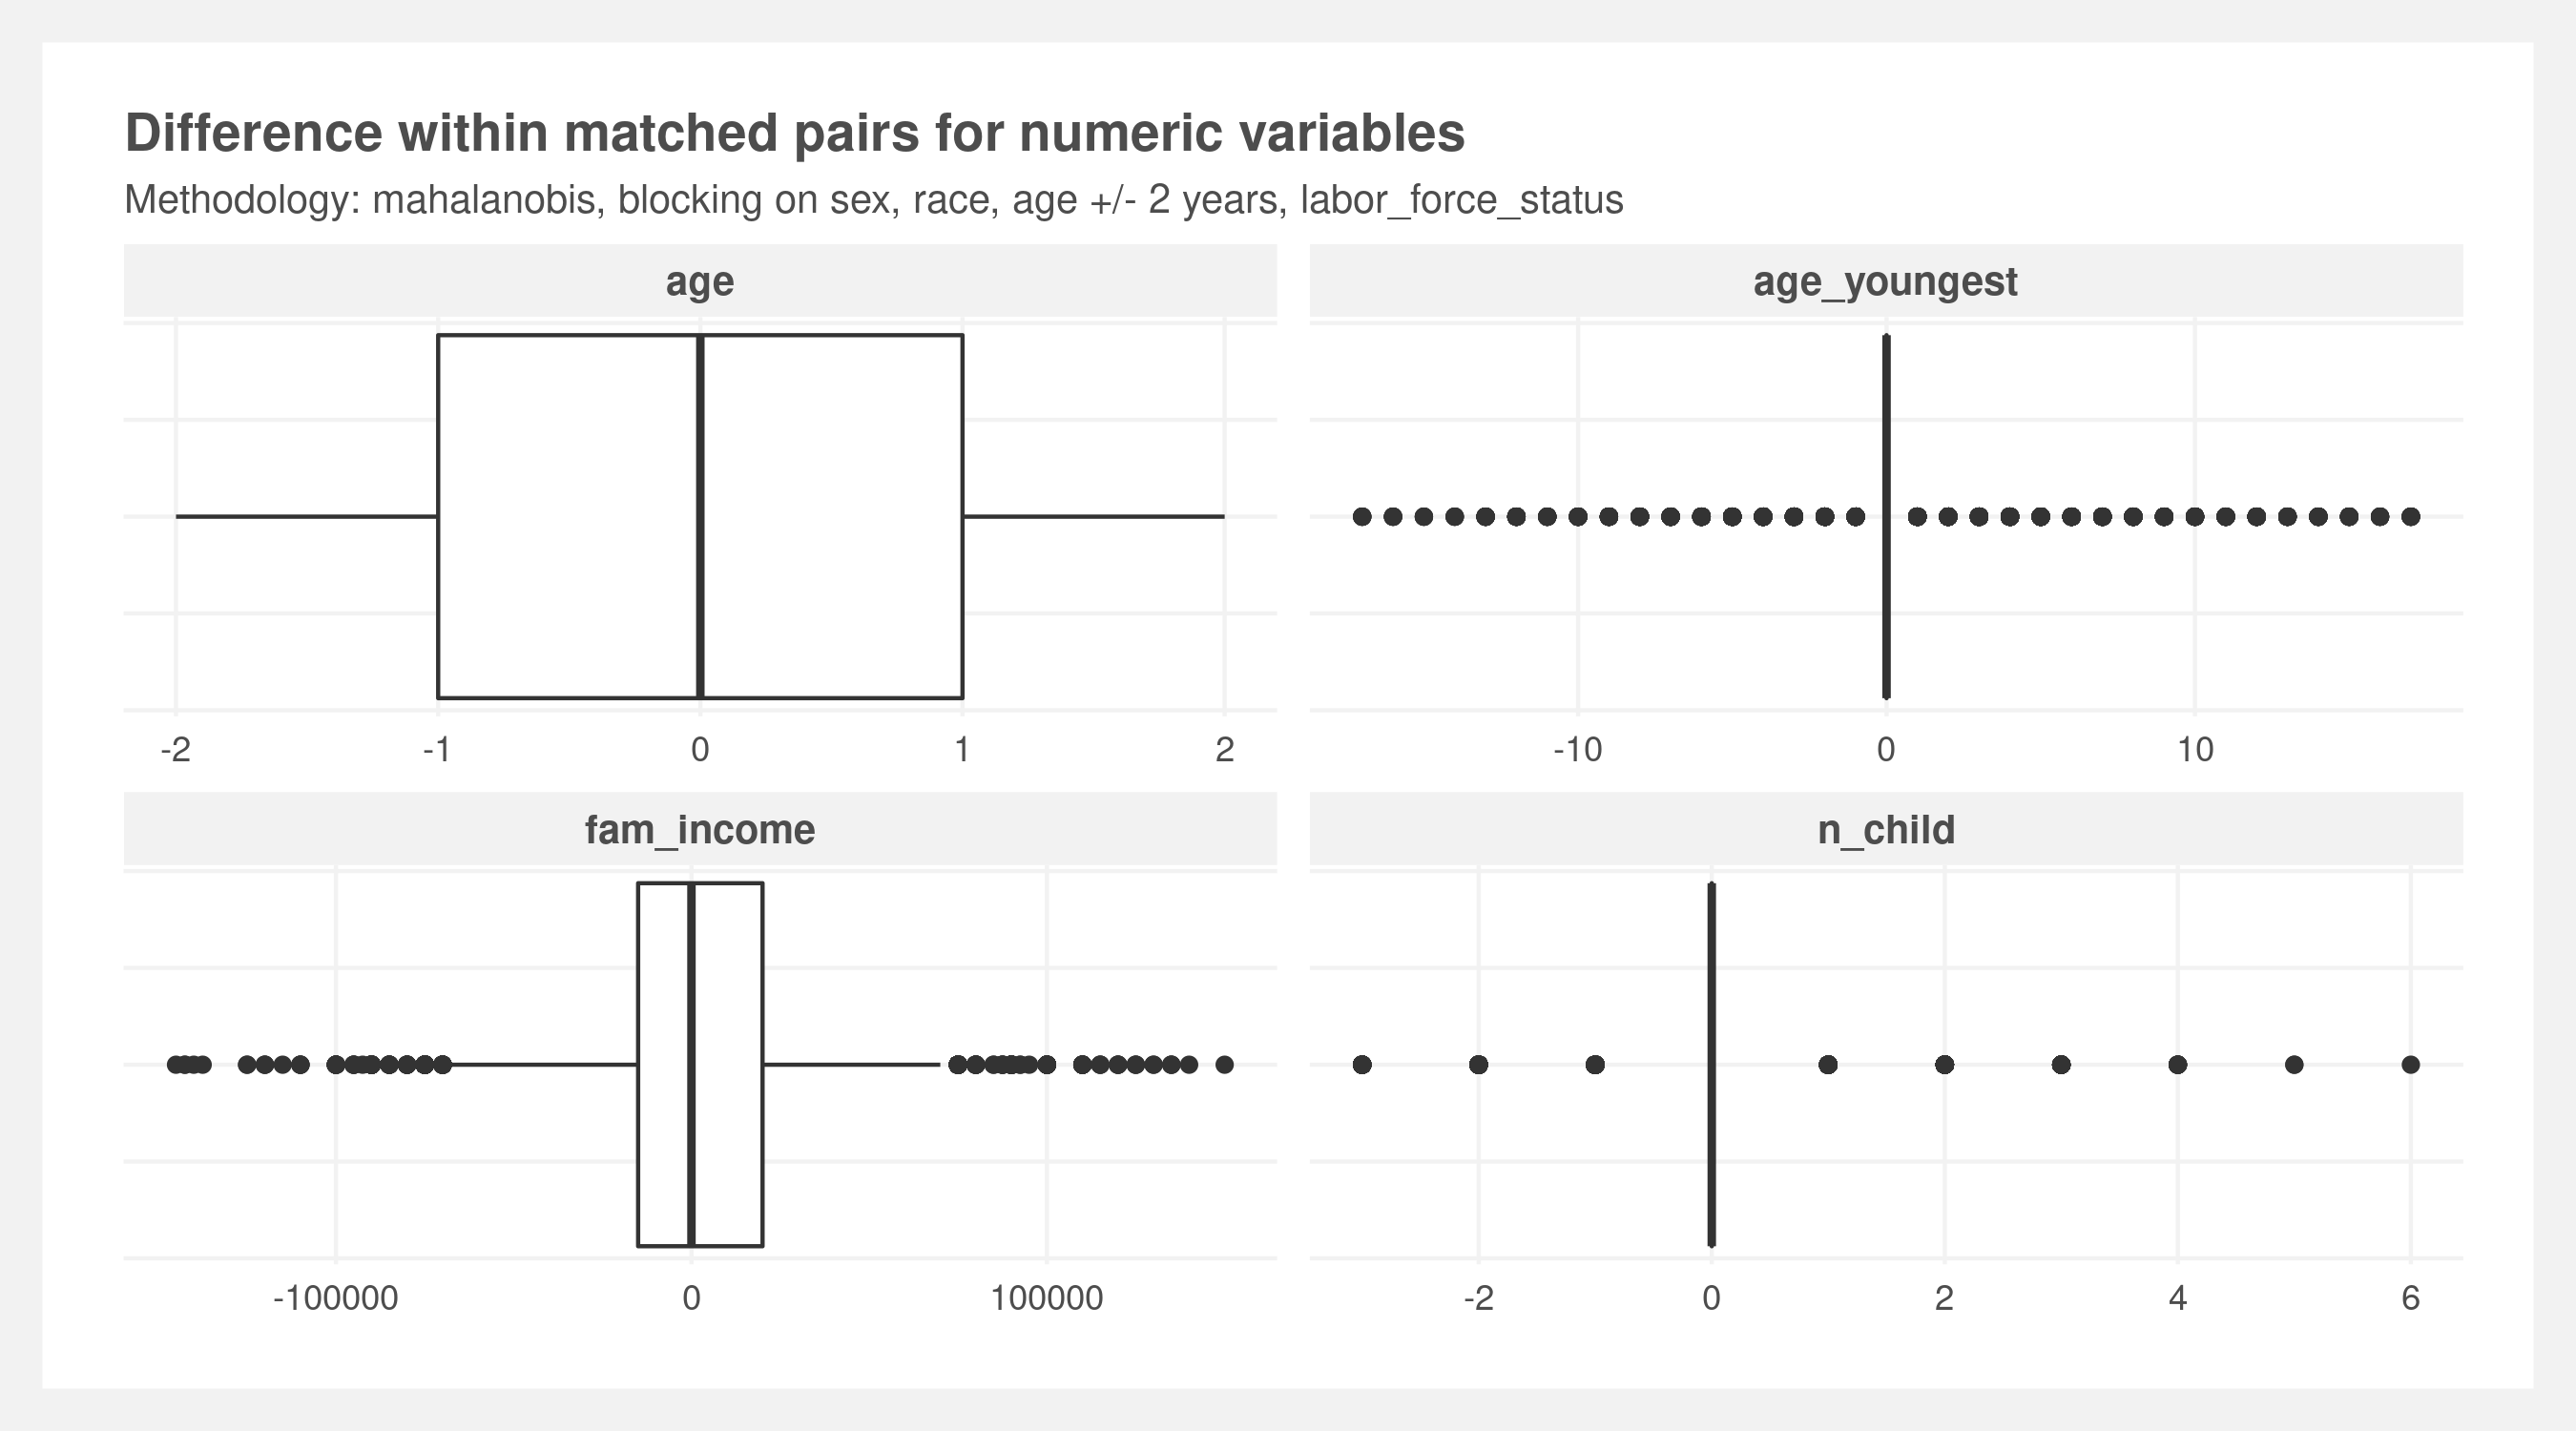 Difference within matched pairs for numeric variables
Methodology: mahalanobis, blocking on sex, race, age +/- 2 years, labor_force_status
age
age_youngest
-2 -1 0 1 2
-10 0 10
fam_income
n_child
-100000 0 100000
-2 0 2 4 6